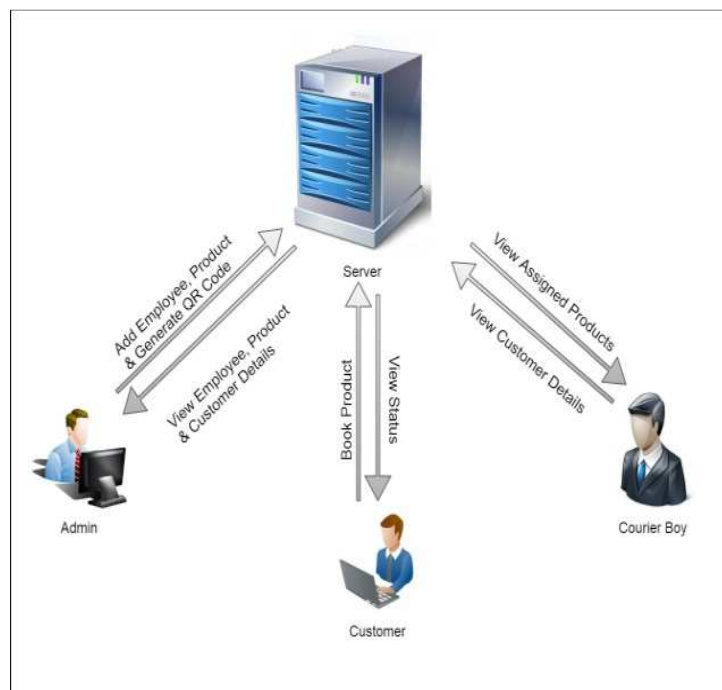 Server
Add Employee, Product
& Generate QR Code
View Employee, Product
& Customer Details
Book Product
View Status
View Assigned Products
View Customer Details
Admin
Courier Boy
Customer